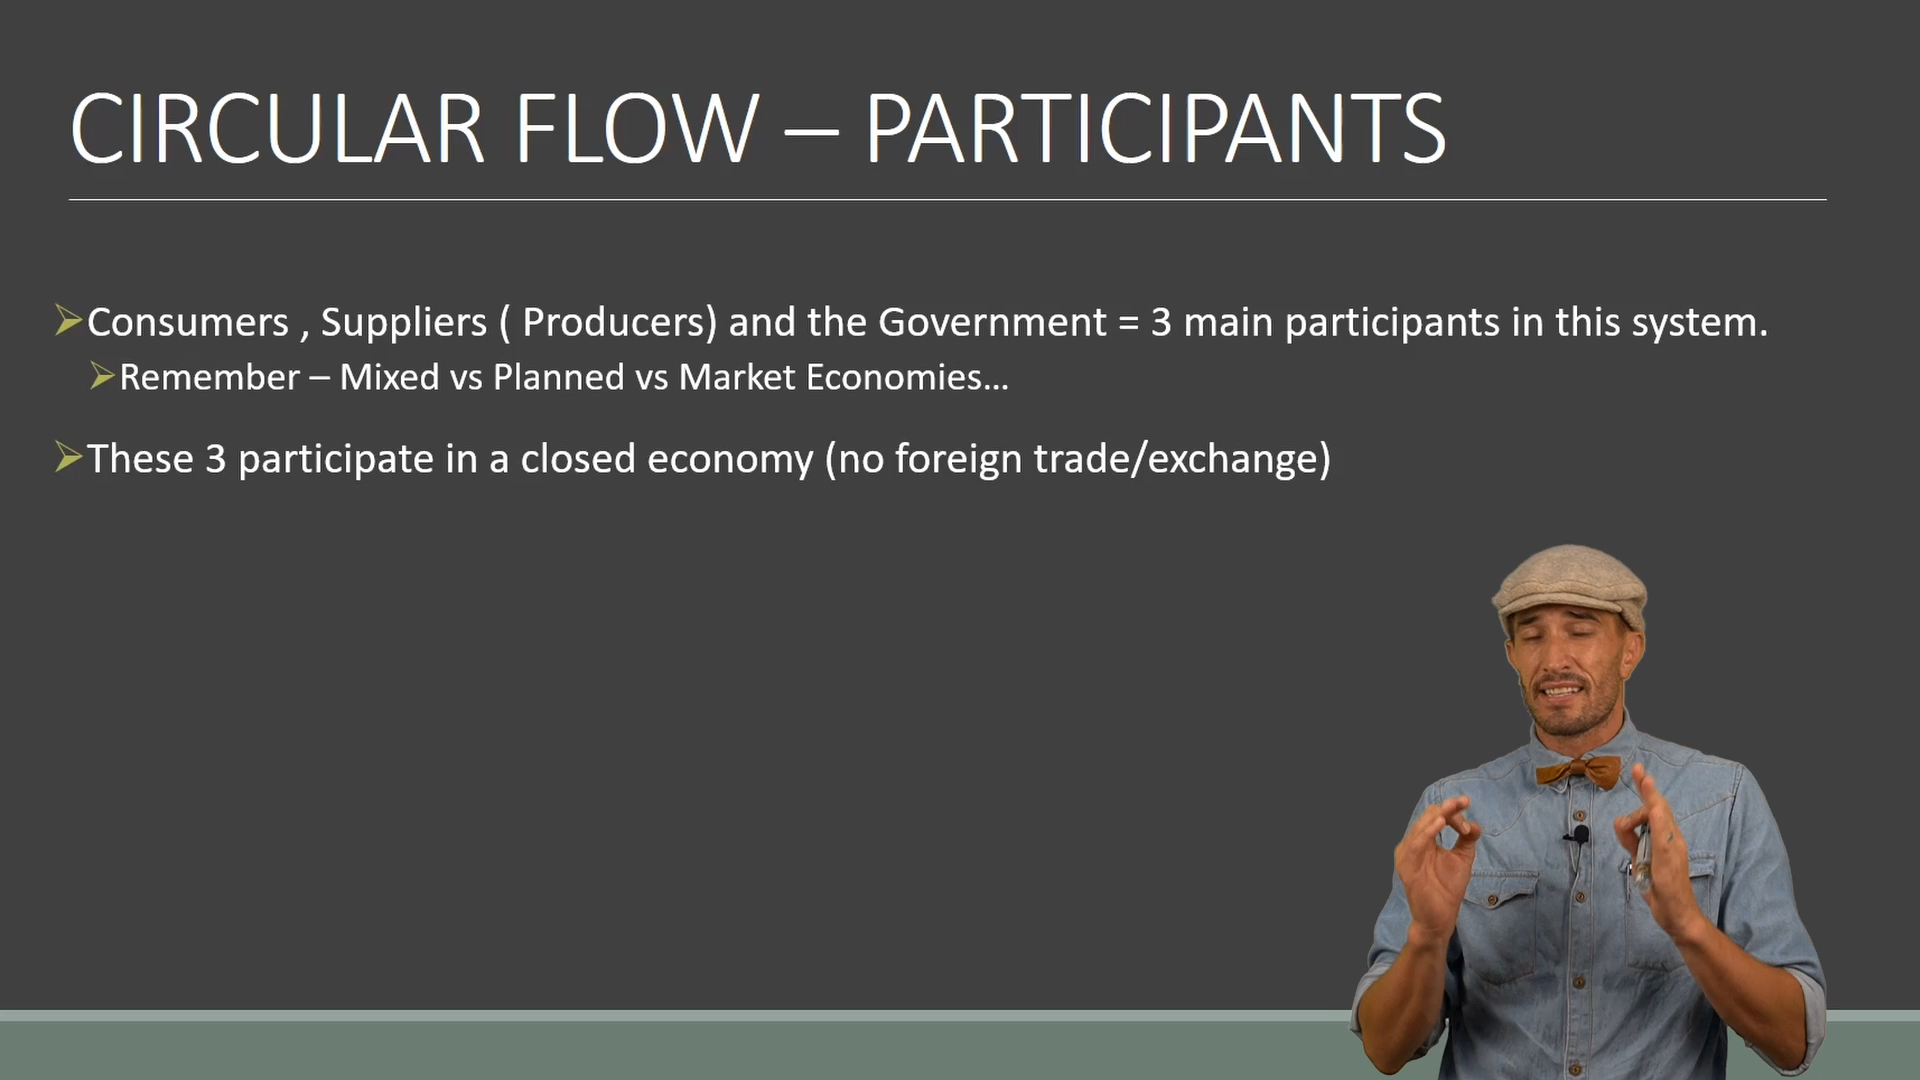 CIRCULAR FLOW – PARTICIPANTS
Consumers , Suppliers ( Producers) and the Government = 3 main participants in this system.
Remember – Mixed vs Planned vs Market Economies…
These 3 participate in a closed economy (no foreign trade/exchange)